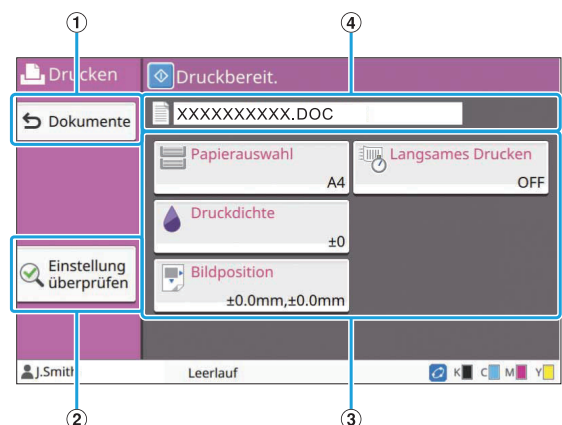 ① ④
Drucken Druckbereit.
Dokumente XXXXXXXXXX.DOC
Papierauswahl Langsames Drucken
A4 OFF
Druckdichte
±0
Einstellung
überprüfen
Bildposition
±0.0mm,±0.0mm
J.Smith Leerlauf K C M Y
② ③